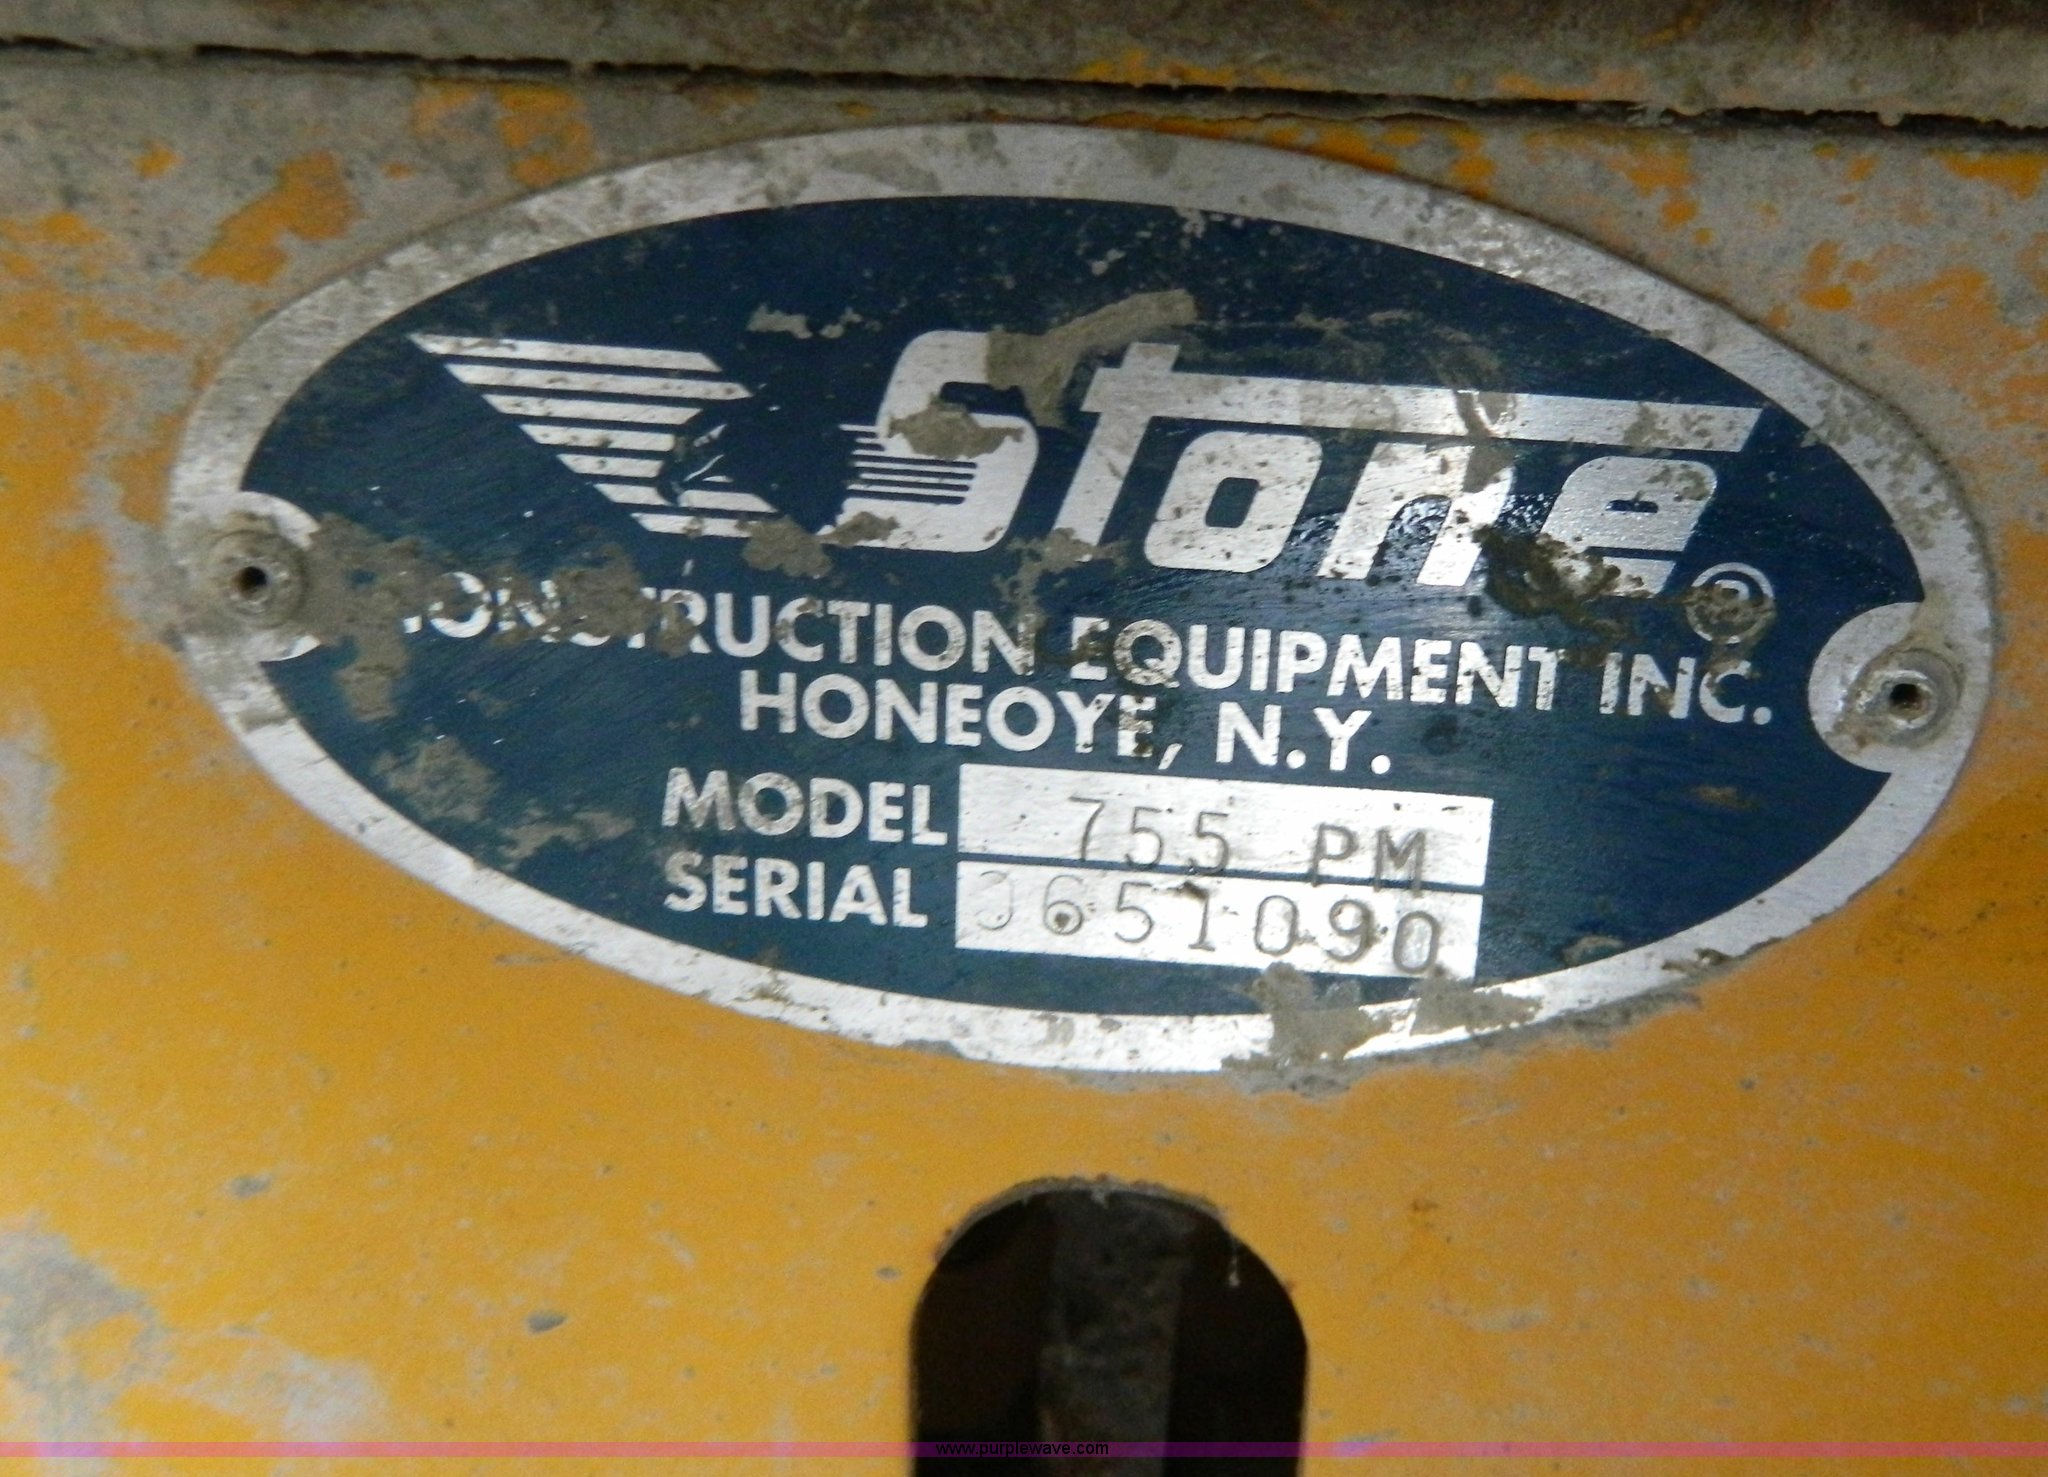 Stone®
CONSTRUCTION EQUIPMENT INC.
HONEOYE, N.Y.
MODEL 755 PM
SERIAL 0651090
www.purplewave.com